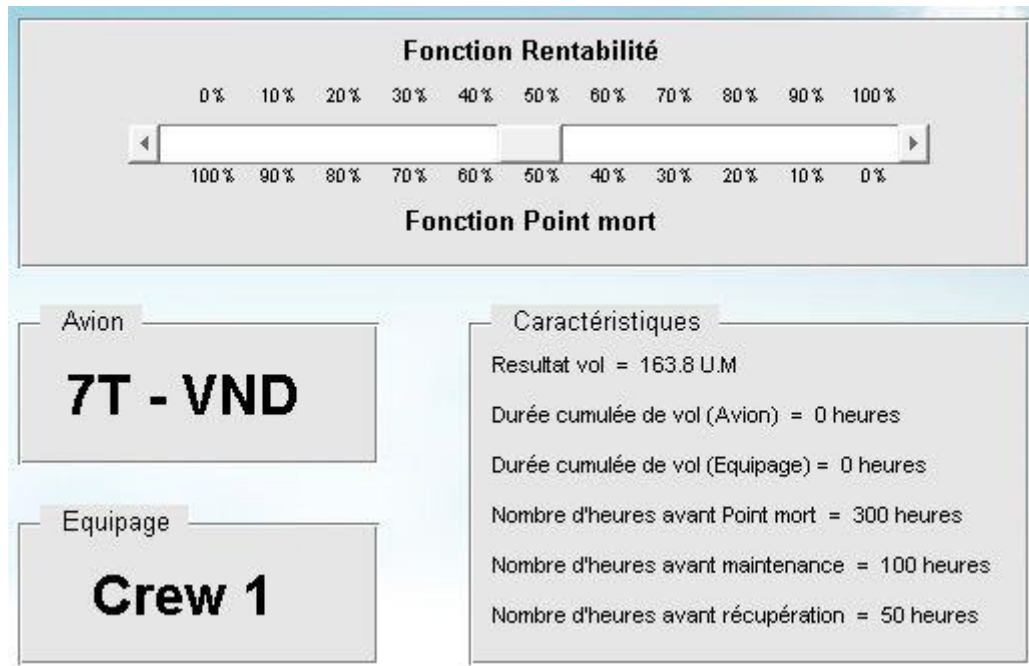 Fonction Rentabilité
0% 10% 20% 30% 40% 50% 60% 70% 80% 90% 100%
100% 90% 80% 70% 60% 50% 40% 30% 20% 10% 0%
Fonction Point mort
Avion
7T - VND
Equipage
Crew 1
Caractéristiques
Resultat vol = 163.8 U.M
Durée cumulée de vol (Avion) = 0 heures
Durée cumulée de vol (Equipage) = 0 heures
Nombre d'heures avant Point mort = 300 heures
Nombre d'heures avant maintenance = 100 heures
Nombre d'heures avant récupération = 50 heures